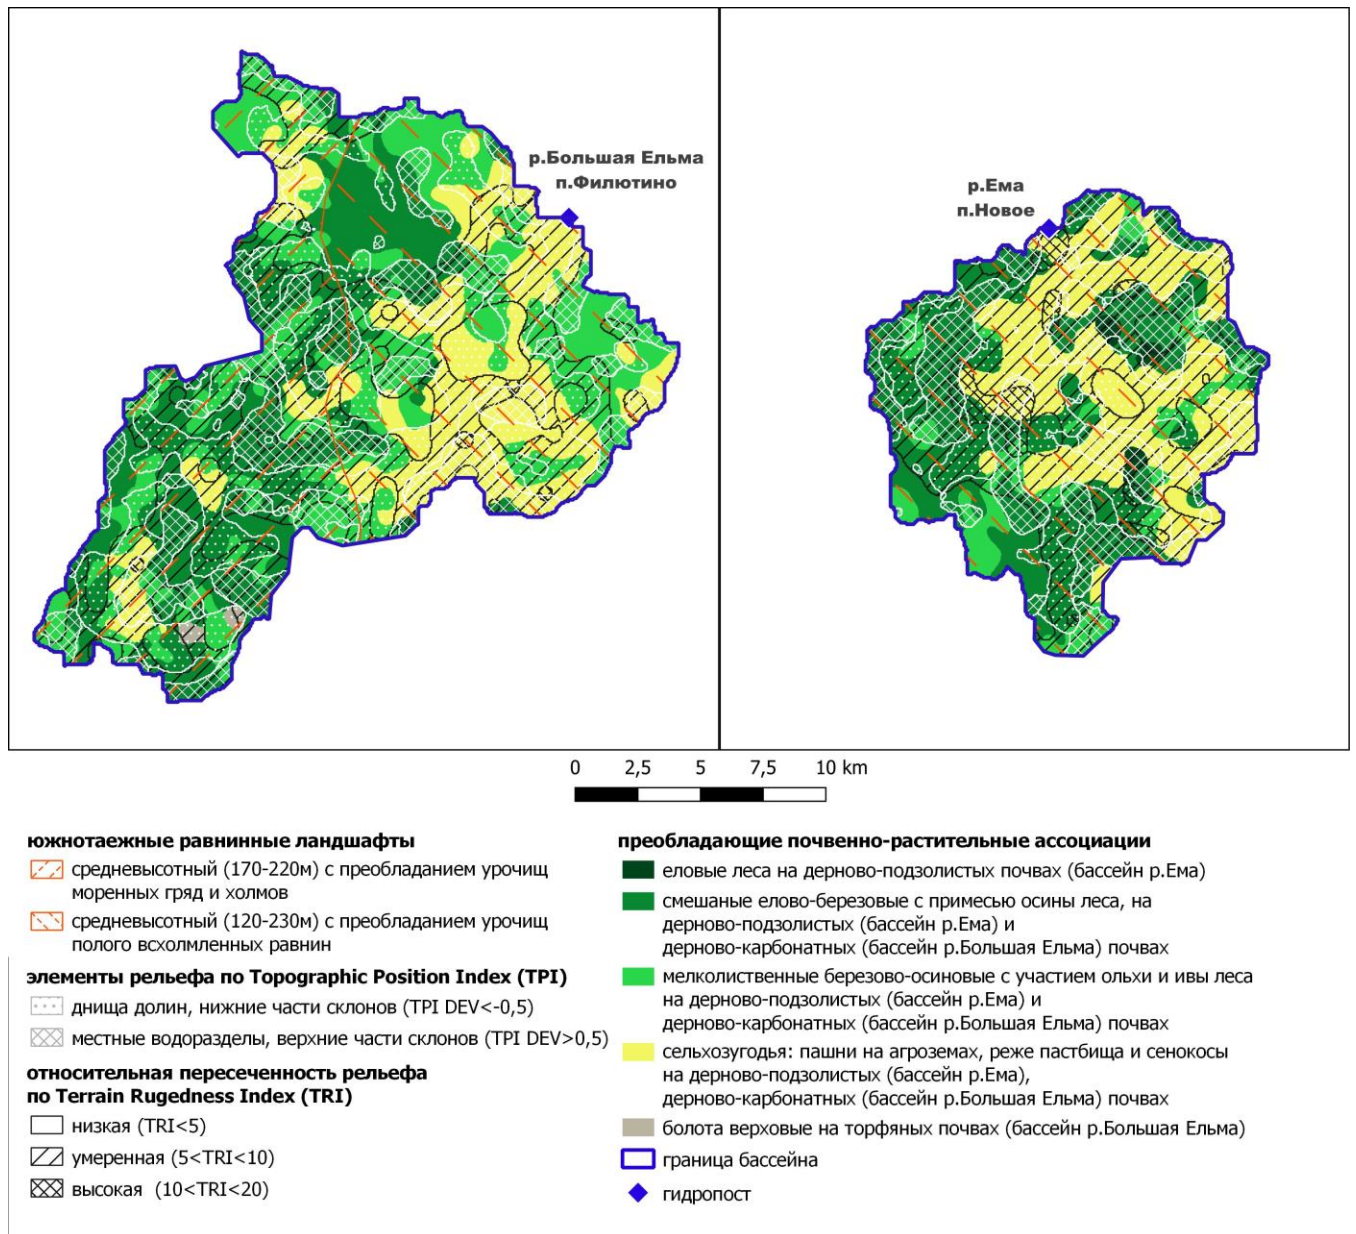 р.Большая Ельма
п.Филютино
р.Ема
п.Новое
0 2,5 5 7,5 10 km
южнотаежные равнинные ландшафты
средневысотный (170-220м) с преобладанием урочищ
моренных гряд и холмов
средневысотный (120-230м) с преобладанием урочищ
полого всхолмленных равнин
элементы рельефа по Topographic Position Index (TPI)
днища долин, нижние части склонов (TPI DEV<-0,5)
местные водоразделы, верхние части склонов (TPI DEV>0,5)
относительная пересеченность рельефа
по Terrain Rugedness Index (TRI)
низкая (TRI<5)
умеренная (5<TRI<10)
высокая (10<TRI<20)
преобладающие почвенно-растительные ассоциации
еловые леса на дерново-подзолистых почвах (бассейн р.Ема)
смешаные елово-березовые с примесью осины леса, на
дерново-подзолистых (бассейн р.Ема) и
дерново-карбонатных (бассейн р.Большая Ельма) почвах
мелколиственные березово-осиновые с участием ольхи и ивы леса
на дерново-подзолистых (бассейн р.Ема) и
дерново-карбонатных (бассейн р.Большая Ельма) почвах
сельхозугодья: пашни на агроземах, реже пастбища и сенокосы
на дерново-подзолистых (бассейн р.Ема),
дерново-карбонатных (бассейн р.Большая Ельма) почвах
болота верховые на торфяных почвах (бассейн р.Большая Ельма)
граница бассейна
гидропост